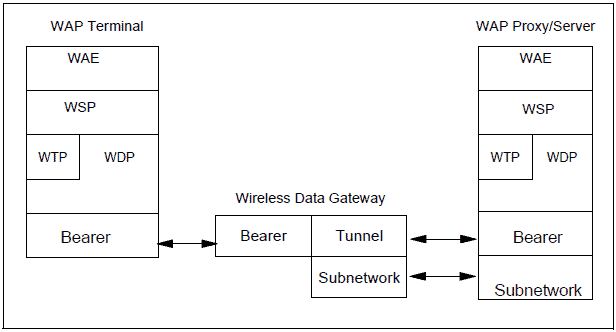 WAP Terminal
WAP Proxy/Server
WAE
WAE
WSP
WSP
WTP
WDP
WTP
WDP
Wireless Data Gateway
Bearer
Bearer
Tunnel
Bearer
Subnetwork
Subnetwork